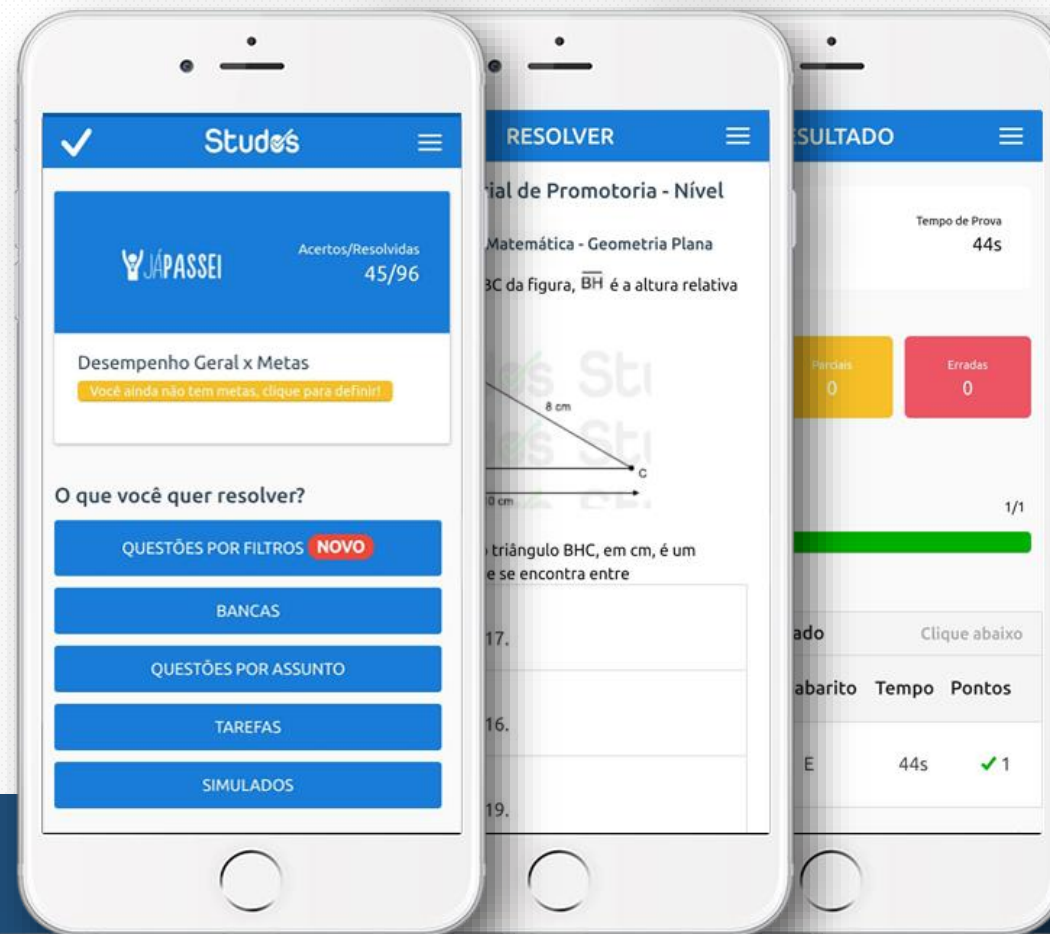 Studos
JÁPASSEI
Acertos/Resolvidas
45/96
Desempenho Geral x Metas
Você ainda não tem metas, clique para definir!
O que você quer resolver?
QUESTÕES POR FILTROS NOVO
BANCAS
QUESTÕES POR ASSUNTO
TAREFAS
SIMULADOS
RESOLVER
ial de Promotoria - Nível
Matemática - Geometria Plana
BC da figura, BH é a altura relativa
8 cm
C
0 cm
triângulo BHC, em cm, é um
e se encontra entre
17.
16.
19.
SULTADO
Tempo de Prova
44s
Parciais
0
Erradas
0
1/1
ado Clique abaixo
abarito Tempo Pontos
E 44s 1